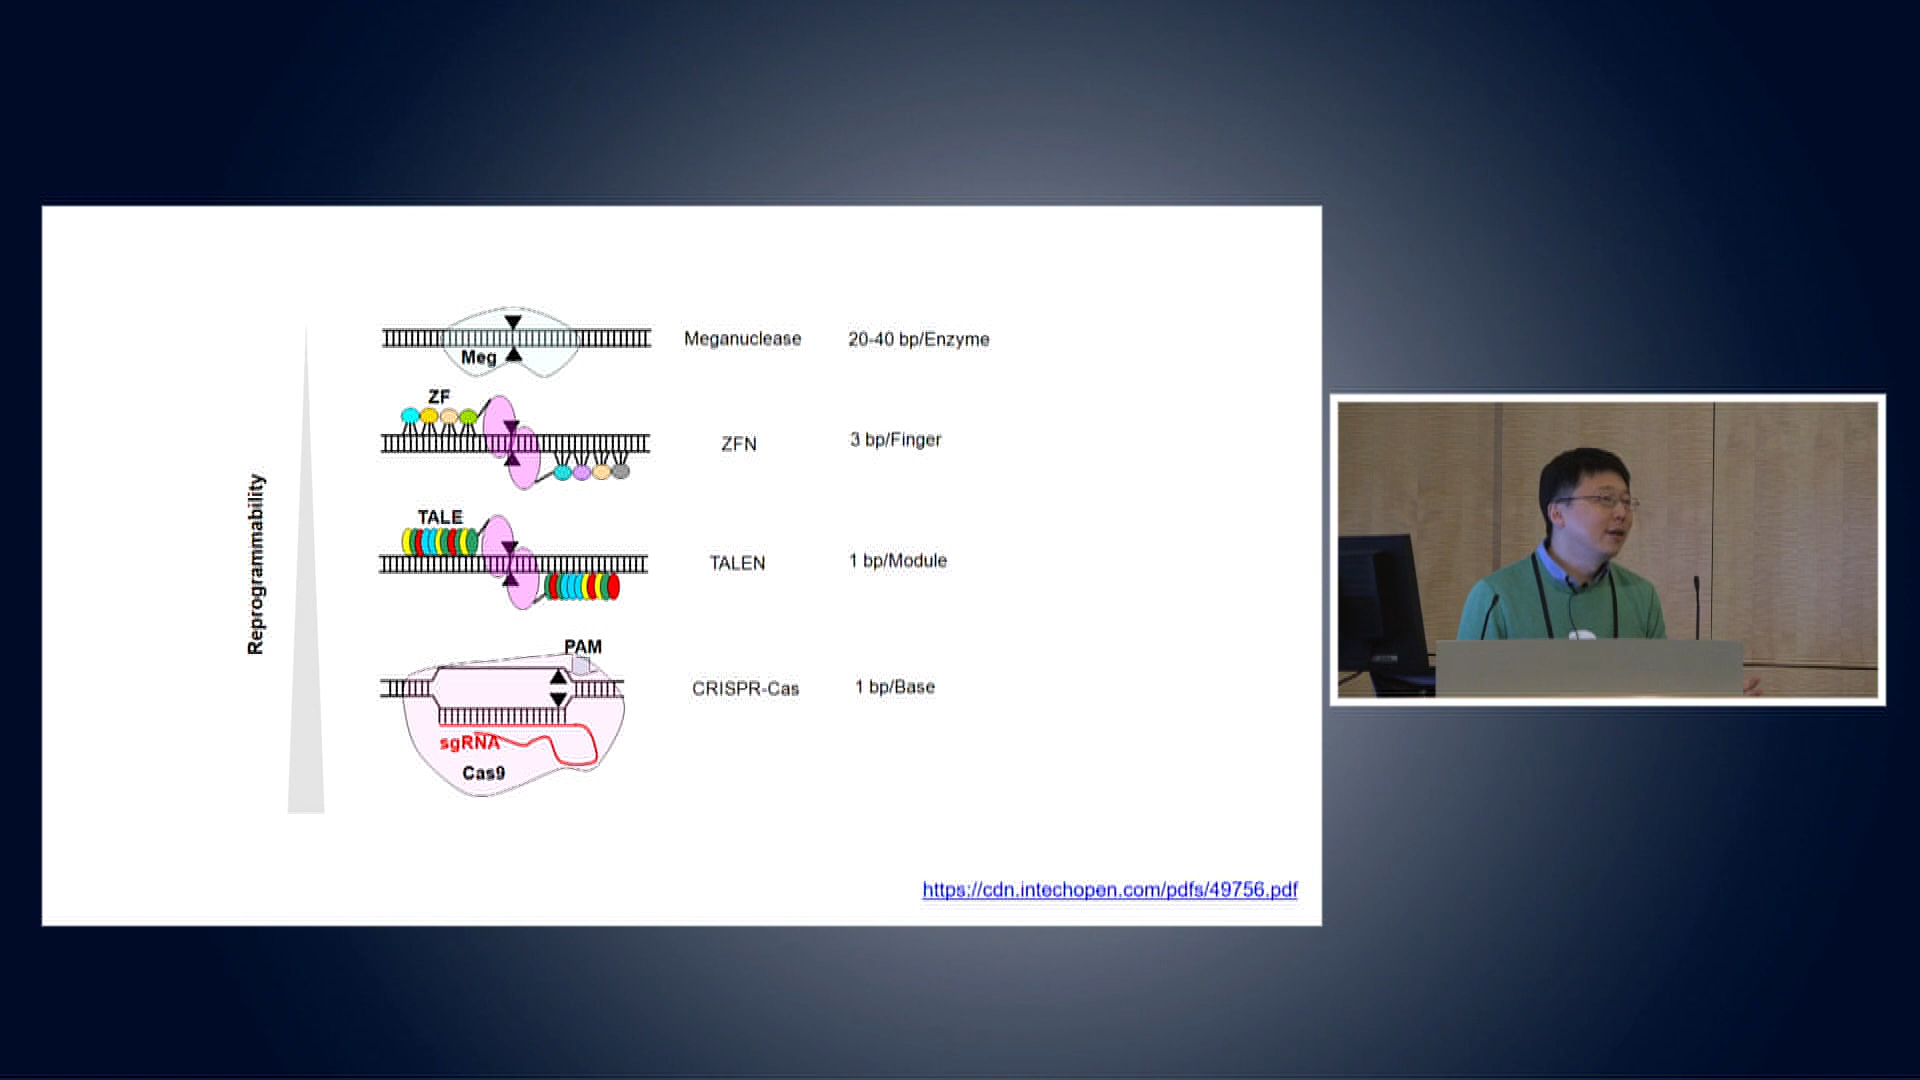 Reprogrammability
Meg
Meganuclease 20-40 bp/Enzyme
ZF
ZFN 3 bp/Finger
TALE
TALEN 1 bp/Module
PAM
CRISPR-Cas 1 bp/Base
sgRNA
Cas9
https://cdn.intechopen.com/pdfs/49756.pdf